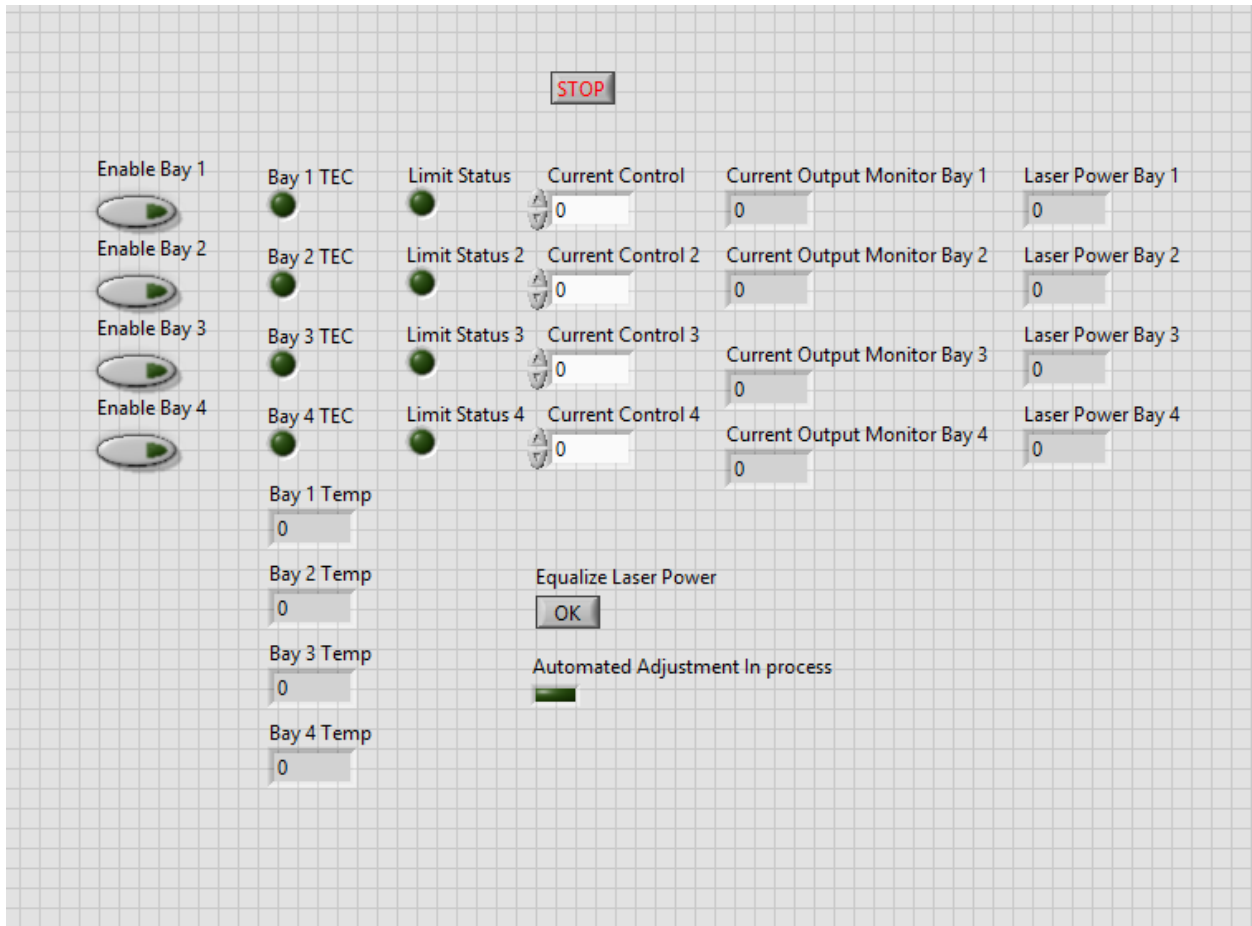 STOP
Enable Bay 1
Bay 1 TEC
Limit Status
Current Control
Current Output Monitor Bay 1
Laser Power Bay 1
0
0
0
Enable Bay 2
Bay 2 TEC
Limit Status 2
Current Control 2
Current Output Monitor Bay 2
Laser Power Bay 2
0
0
0
Enable Bay 3
Bay 3 TEC
Limit Status 3
Current Control 3
Current Output Monitor Bay 3
Laser Power Bay 3
0
0
0
Enable Bay 4
Bay 4 TEC
Limit Status 4
Current Control 4
Current Output Monitor Bay 4
Laser Power Bay 4
0
0
0
Bay 1 Temp
0
Bay 2 Temp
0
Bay 3 Temp
0
Bay 4 Temp
0
Equalize Laser Power
OK
Automated Adjustment In process